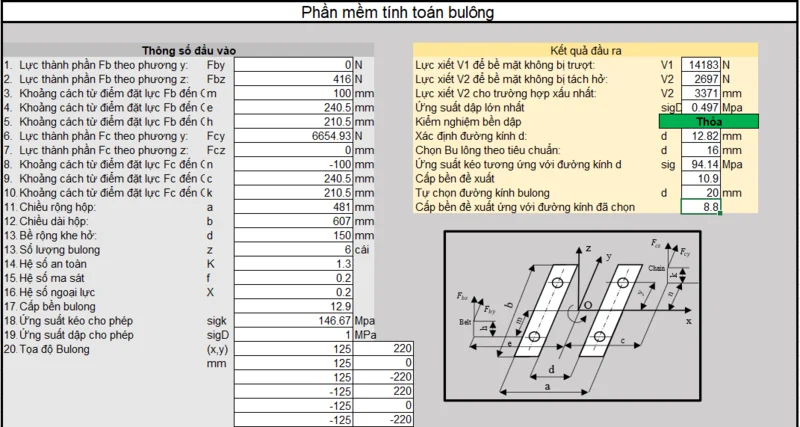 Phần mềm tính toán bulông
Thông số đầu vào
1. Lực thành phần Fb theo phương y: Fby 0 N
2. Lực thành phần Fb theo phương z: Fbz 416 N
3. Khoảng cách từ điểm đặt lực Fb đến O m 100 mm
4. Khoảng cách từ điểm đặt lực Fb đến O e 240.5 mm
5. Khoảng cách từ điểm đặt lực Fb đến O h 210.5 mm
6. Lực thành phần Fc theo phương y: Fcy 6654.93 N
7. Lực thành phần Fc theo phương z: Fcz 0 mm
8. Khoảng cách từ điểm đặt lực Fc đến O n -100 mm
9. Khoảng cách từ điểm đặt lực Fc đến O c 240.5 mm
10. Khoảng cách từ điểm đặt lực Fc đến O k 210.5 mm
11. Chiều rộng hộp: a 481 mm
12. Chiều dài hộp: b 607 mm
13. Bề rộng khe hở: d 150 mm
13. Số lượng bulong z 6 cái
14. Hệ số an toàn K 1.3
15. Hệ số ma sát f 0.2
16. Hệ số ngoại lực X 0.2
17. Cấp bền bulong 12.9
18. Ứng suất kéo cho phép sigk 146.67 Mpa
19. Ứng suất dập cho phép sigD 1 MPa
20. Tọa độ Bulong (x,y) 125 220
mm 125 0
125 -220
-125 220
-125 0
-125 -220
Kết quả đầu ra
Lực xiết V1 để bề mặt không bị trượt: V1 14183 N
Lực xiết V2 để bề mặt không bị tách hở: V2 2697 N
Lực xiết V2 cho trường hợp xấu nhất: V2 3371 mm
Ứng suất dập lớn nhất sigD 0.497 Mpa
Kiểm nghiệm bền dập Thỏa
Xác định đường kính d: d 12.82 mm
Chọn Bu lông theo tiêu chuẩn: d 16 mm
Ứng suất kéo tương ứng với đường kính d sig 94.14 Mpa
Cấp bền đề xuất 10.9
Tự chọn đường kính bulong d 20 mm
Cấp bền đề xuất ứng với đường kính đã chọn 8.8
z
y
Fcz
Fcy
Chain
k
n
Fbz
Fby
Belt
h
b
m
O
y
x
e
c
d
a